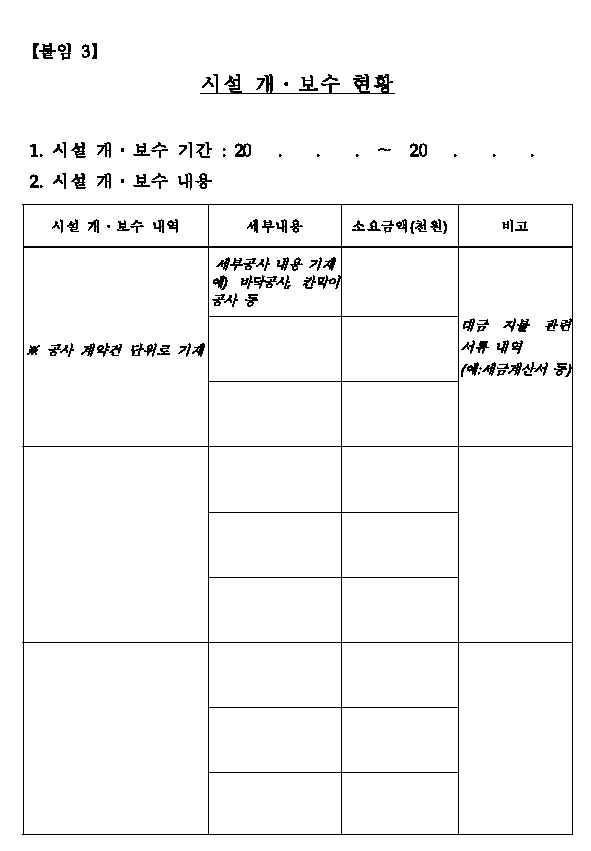 【붙임 3】
시설 개·보수 현황
1. 시설 개·보수 기간 : 20   .   .   . ~ 20   .   .   .
2. 시설 개·보수 내용
시설 개·보수 내역 세부내용 소요금액(천원) 비고
※ 공사 계약건 단위로 기재
세부공사 내용 기재
예) 바닥공사, 칸막이
공사 등
대금 지불 관련
서류 내역
(예:세금계산서 등)